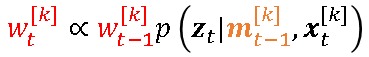 w_t^{[k]} ∝ w_{t-1}^{[k]} p ( z_t | m_{t-1}^{[k]}, x_t^{[k]} )